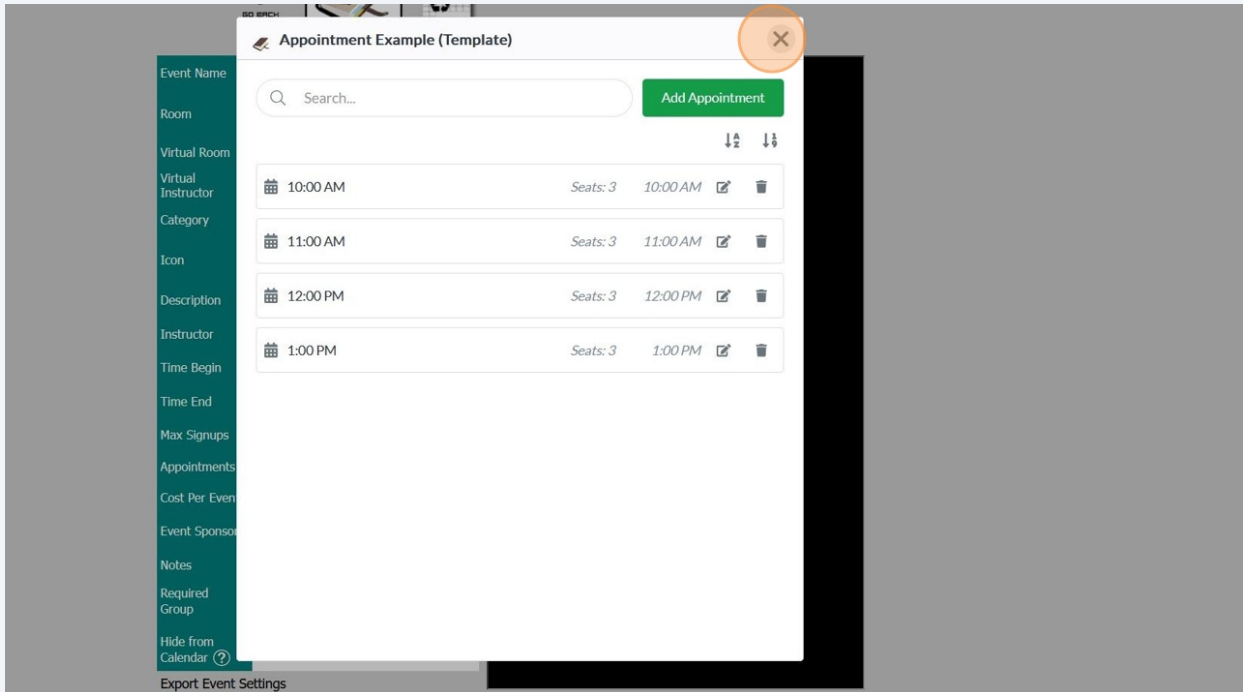 GO EACH
Appointment Example (Template)
Event Name
Search...
Add Appointment
Room
Virtual Room
Virtual
Instructor
10:00 AM Seats: 3 10:00 AM
Category
11:00 AM Seats: 3 11:00 AM
Icon
Description
12:00 PM Seats: 3 12:00 PM
Instructor
1:00 PM Seats: 3 1:00 PM
Time Begin
Time End
Max Signups
Appointments
Cost Per Even
Event Sponsor
Notes
Required
Group
Hide from
Calendar ?
Export Event Settings